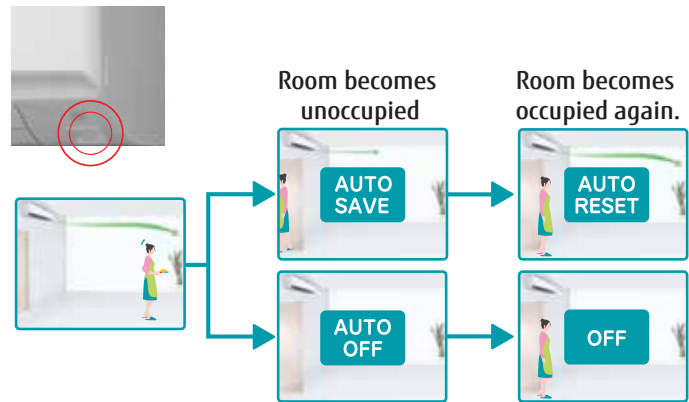 Room becomes
unoccupied
Room becomes
occupied again.
AUTO
SAVE
AUTO
RESET
AUTO
OFF
OFF